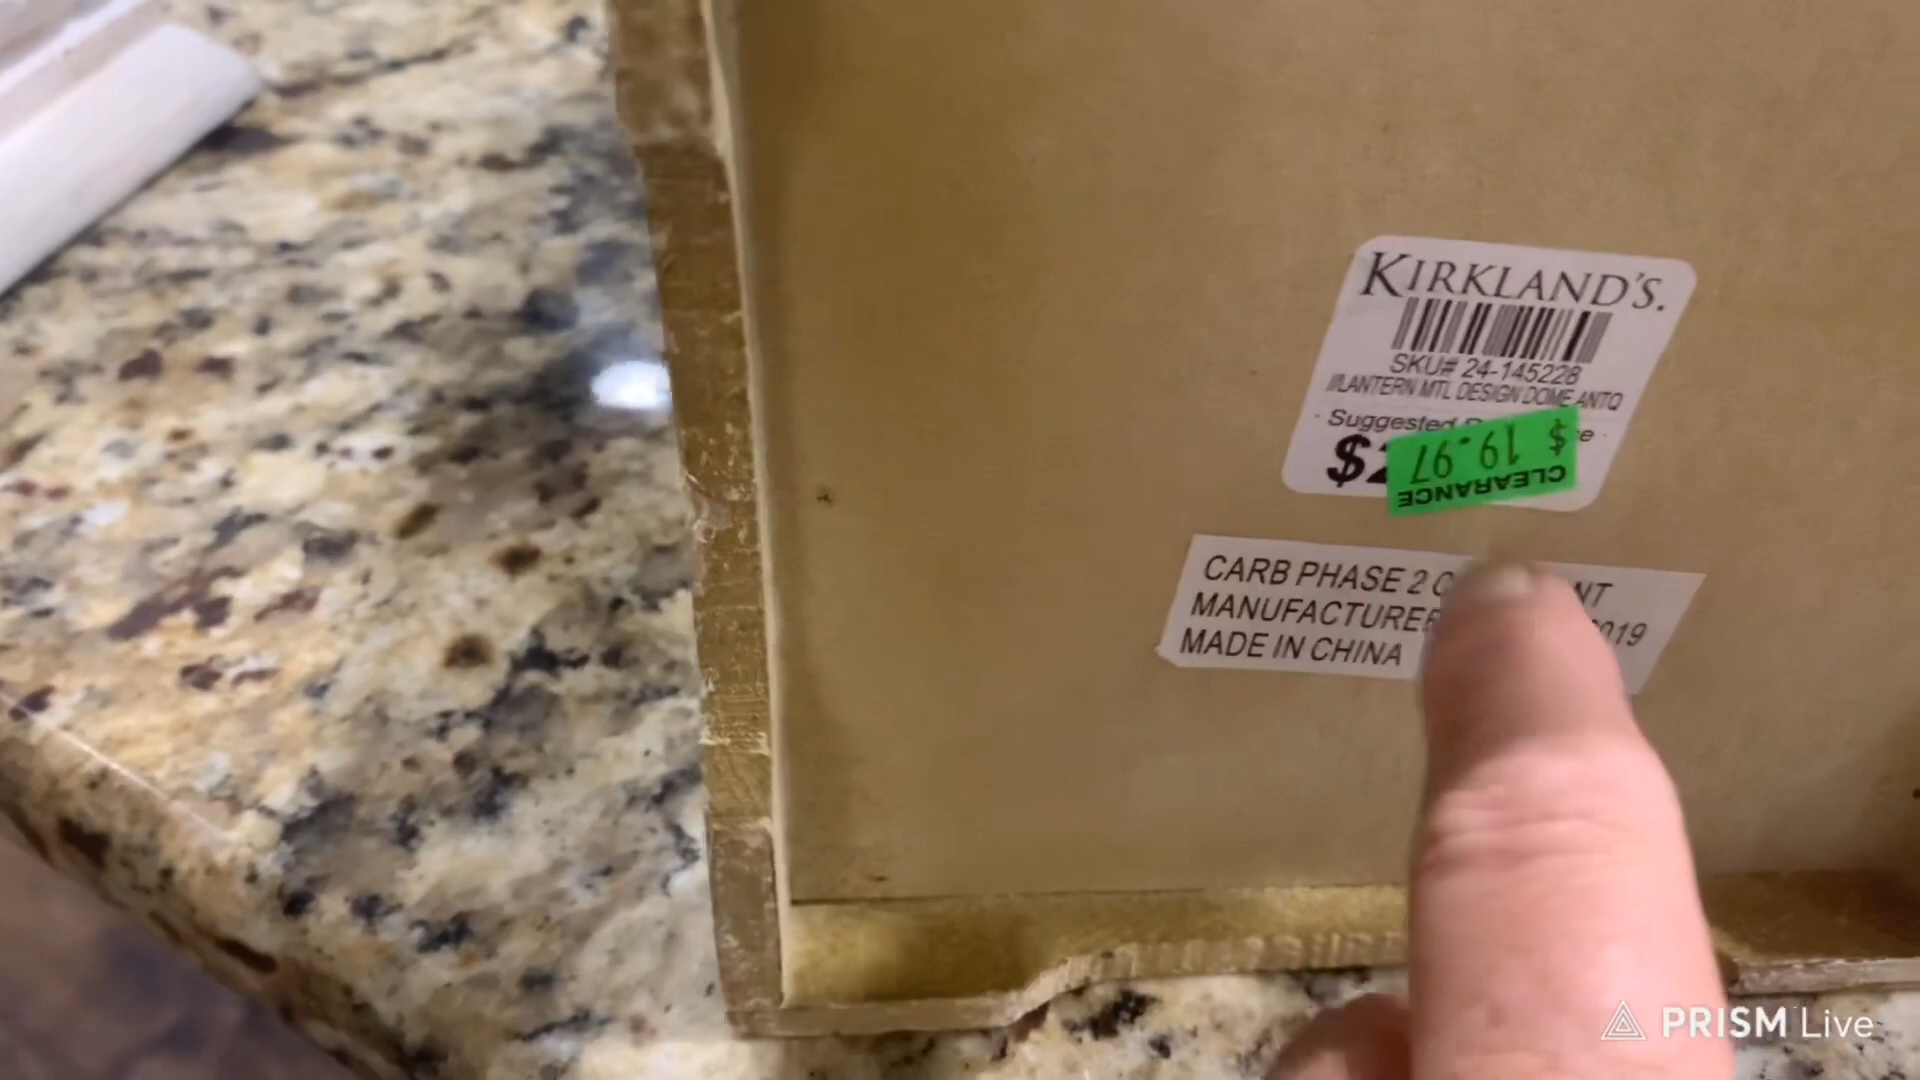 KIRKLAND'S.
SKU# 24-145228
//LANTERN MTL DESIGN DOME ANTQ
Suggested
$
$ 19.97
CLEARANCE
CARB PHASE 2
MADE IN CHINA
PRISM Live